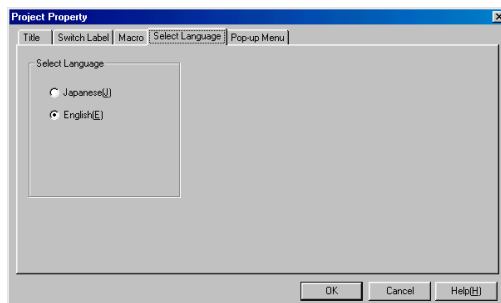 Project Property
Title Switch Label Macro Select Language Pop-up Menu
Select Language
Japanese(J)
English(E)
OK Cancel Help(H)